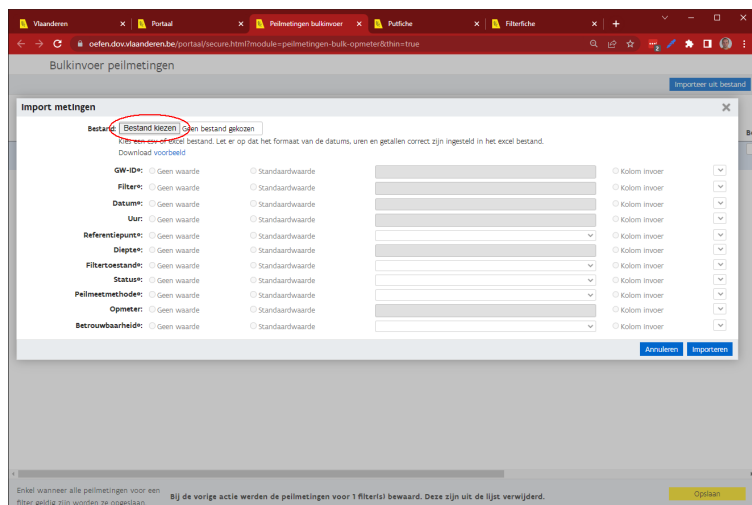 Vlaanderen
Portaal
Peilmetingen bulkinvoer
Putfiche
Filterfiche
oefen.dov.vlaanderen.be/portaal/secure.html?module=peilmetingen-bulk-opmeter&thin=true
Bulkinvoer peilmetingen
Importeer uit bestand
Import metingen
Bestand: Bestand kiezen Geen bestand gekozen
Kies een csv of excel bestand. Let er op dat het formaat van de datums, uren en getallen correct zijn ingesteld in het excel bestand.
Download voorbeeld
GW-ID*: Geen waarde Standaardwaarde Kolom invoer
Filter*: Geen waarde Standaardwaarde Kolom invoer
Datum*: Geen waarde Standaardwaarde Kolom invoer
Uur: Geen waarde Standaardwaarde Kolom invoer
Referentiepunt*: Geen waarde Standaardwaarde Kolom invoer
Diepte*: Geen waarde Standaardwaarde Kolom invoer
Filtertoestand*: Geen waarde Standaardwaarde Kolom invoer
Status*: Geen waarde Standaardwaarde Kolom invoer
Peilmeetmethode*: Geen waarde Standaardwaarde Kolom invoer
Opmeter: Geen waarde Standaardwaarde Kolom invoer
Betrouwbaarheid*: Geen waarde Standaardwaarde Kolom invoer
Annuleren Importeren
Enkel wanneer alle peilmetingen voor een
filter geldig zijn worden ze opgeslaan.
Bij de vorige actie werden de peilmetingen voor 1 filter(s) bewaard. Deze zijn uit de lijst verwijderd.
Opslaan